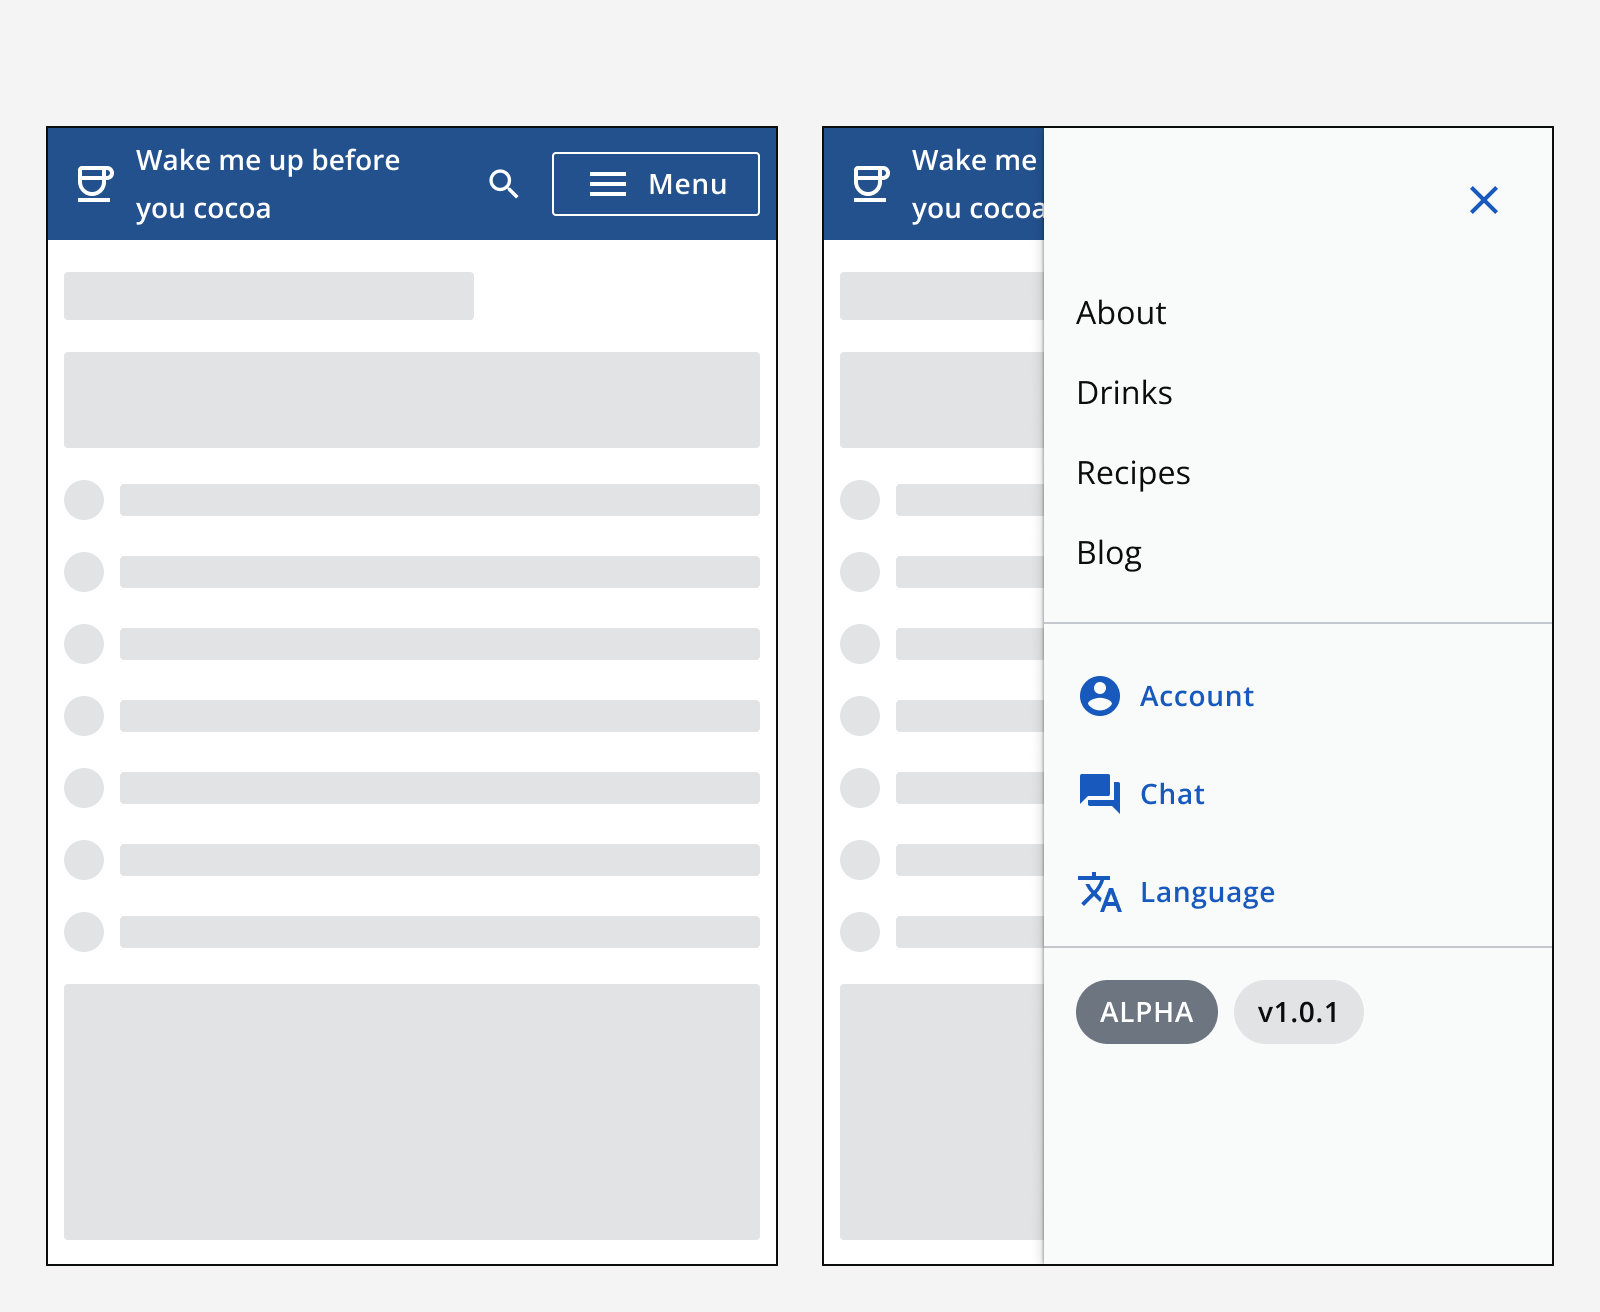 Wake me up before
you cocoa
Menu
Wake me
you cocoa
About
Drinks
Recipes
Blog
Account
Chat
Language
ALPHA
v1.0.1